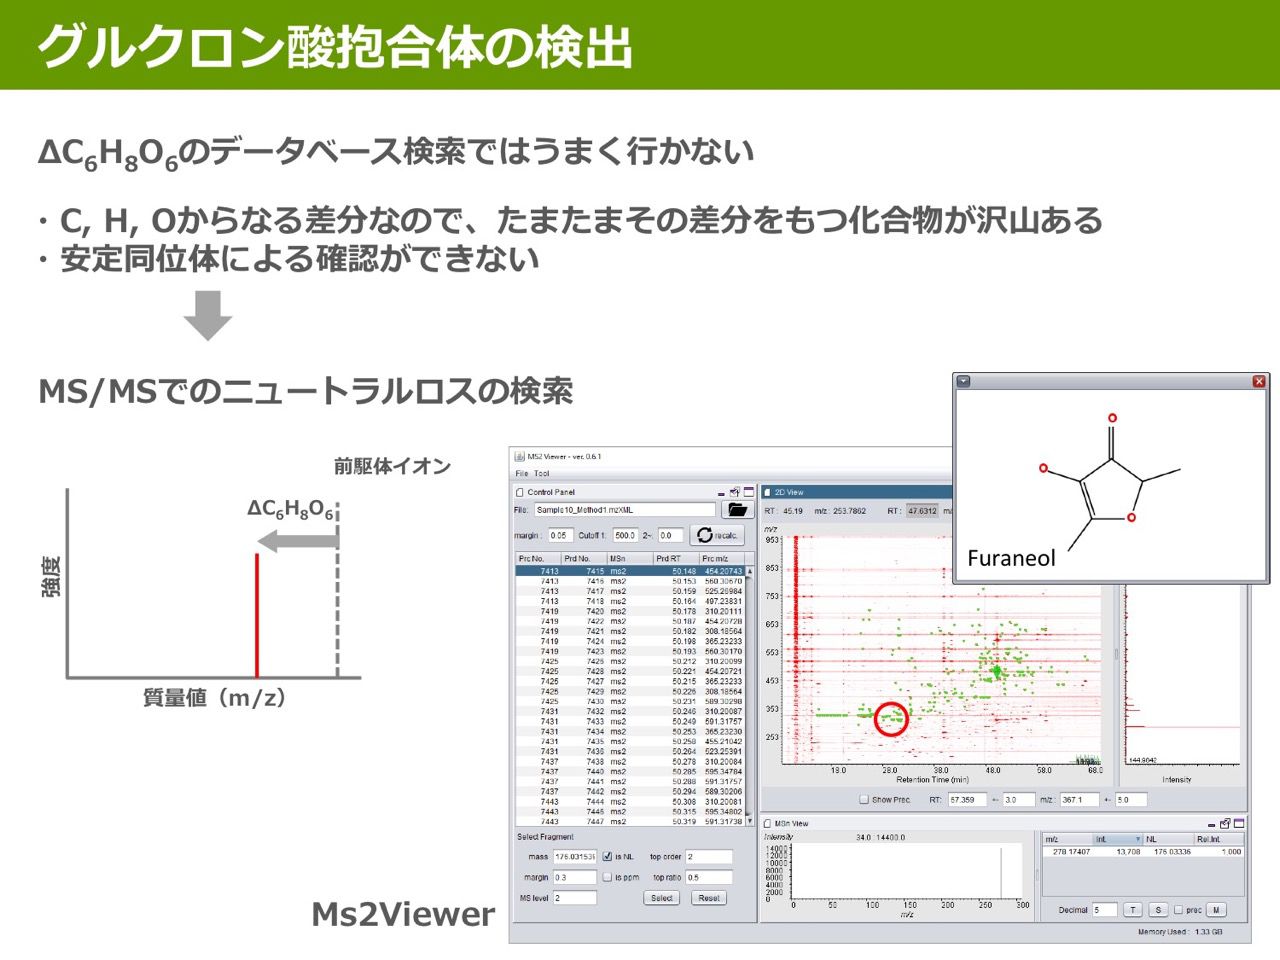 グルクロン酸抱合体の検出
ΔC6H8O6のデータベース検索ではうまく行かない
・C, H, Oからなる差分なので、たまたまその差分をもつ化合物が沢山ある
・安定同位体による確認ができない
MS/MSでのニュートラルロスの検索
前駆体イオン
ΔC6H8O6
強度
質量値（m/z）
Ms2Viewer
MS2 Viewer - ver. 0.6.1
File Tool
Control Panel
File: Sample10_Method1.mzXML
margin : 0.05 Cutoff 1: 500.0 2~: 0.0 recalc.
Prc No. Prd No. MSn Prd RT Prc m/z
7413 7415 ms2 50.148 454.20743
7413 7416 ms2 50.153 560.30670
7413 7417 ms2 50.159 525.26984
7413 7418 ms2 50.164 497.23831
7419 7420 ms2 50.178 310.20111
7419 7422 ms2 50.187 454.20728
7419 7421 ms2 50.182 308.18564
7419 7424 ms2 50.198 365.23233
7419 7423 ms2 50.193 560.30170
7425 7426 ms2 50.212 310.20099
7425 7428 ms2 50.221 454.20721
7425 7427 ms2 50.215 365.23233
7425 7429 ms2 50.226 308.18564
7425 7430 ms2 50.231 589.30298
7431 7432 ms2 50.246 310.20087
7431 7433 ms2 50.249 591.31757
7431 7434 ms2 50.253 365.23230
7431 7435 ms2 50.258 455.21042
7431 7436 ms2 50.264 523.25391
7437 7438 ms2 50.278 310.20084
7437 7440 ms2 50.285 595.34784
7437 7441 ms2 50.288 591.31757
7437 7442 ms2 50.294 589.30206
7443 7444 ms2 50.308 310.20081
7443 7446 ms2 50.315 595.34802
7443 7447 ms2 50.319 591.31738
Select Fragment
mass is NL top order 2
margin 0.3 is ppm top ratio 0.5
MS level 2 Select Reset
2D View
RT : 45.19 m/z : 253.7862 RT : 47.6312
m/z
953
853
753
653
553
453
353
253
18.0 28.0 38.0 48.0 58.0 68.0
Retention Time (min)
144.8042
Intensity
Show Prec. RT: 57.359 +- 3.0 m/z : 367.1 +- 5.0
MSn View
Intensity 34.0 : 14400.0
14000
12000
10000
8000
6000
4000
2000
0
0 50 100 150 200 250 300
m/z
m/z Int. NL Rel.Int.
278.17407 13,708 176.03336 1.000
Decimal 5 T S prec M
Memory Used : 1.33 GB
O
O
O
Furaneol